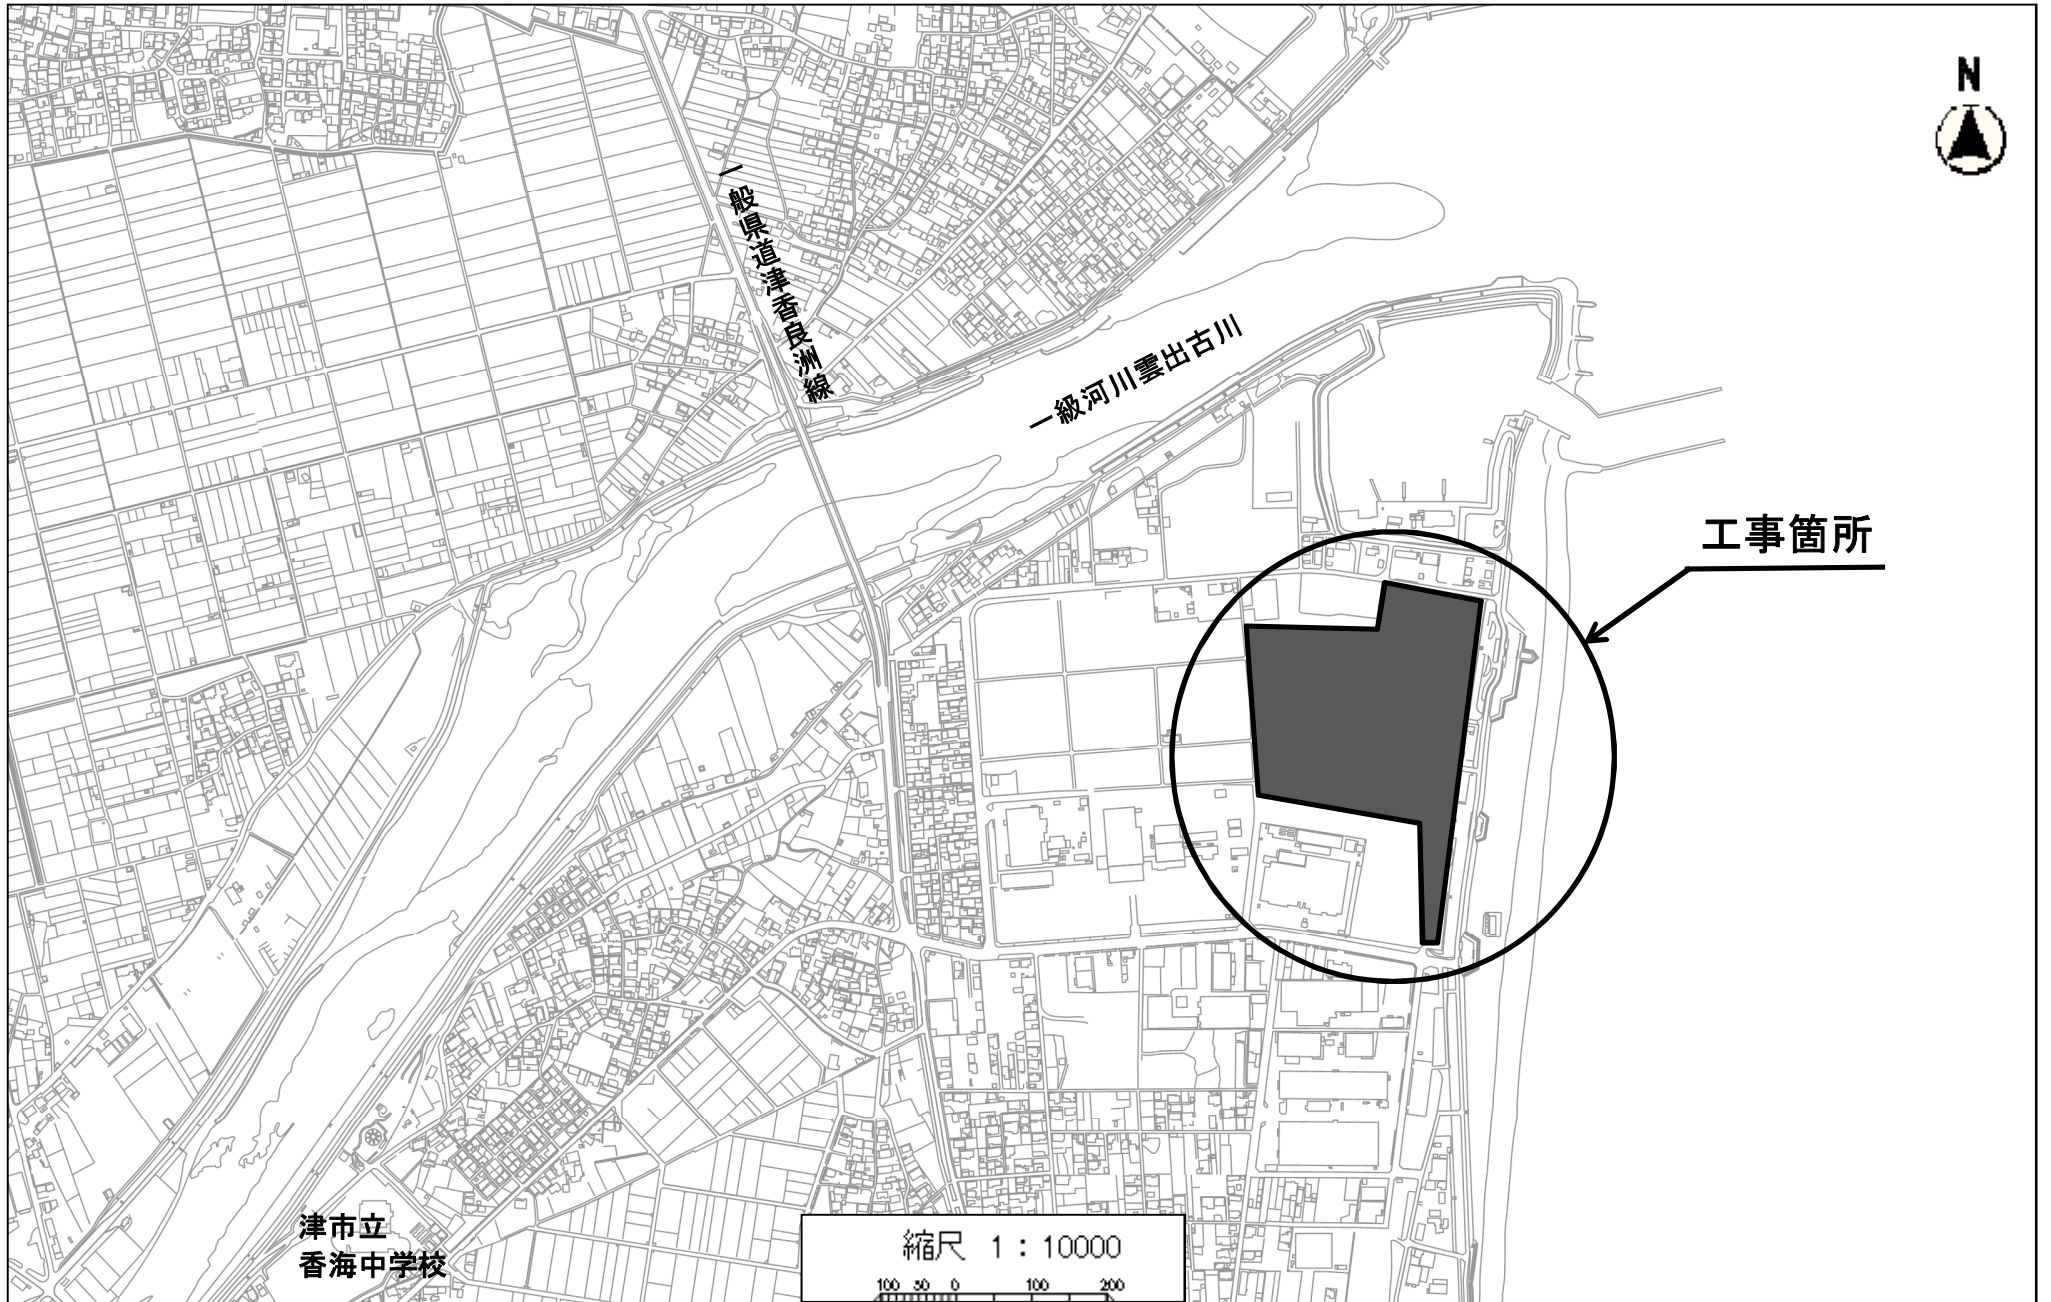 N
一般県道津香良洲線
一級河川雲出古川
工事箇所
津市立
香海中学校
縮尺 1:10000
100 50 0 100 200